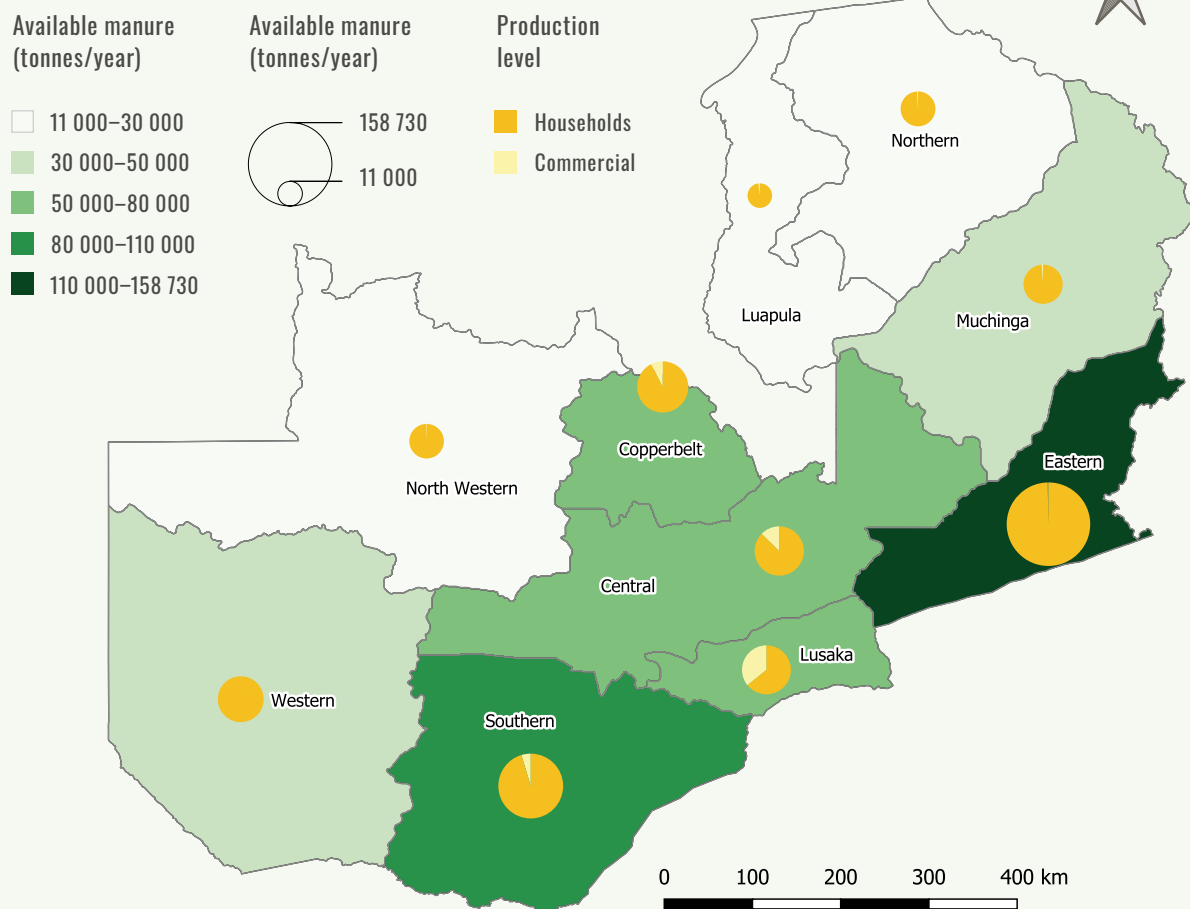 Available manure
(tonnes/year)
11 000–30 000
30 000–50 000
50 000–80 000
80 000–110 000
110 000–158 730
Available manure
(tonnes/year)
158 730
11 000
Production
level
Households
Commercial
Northern
Luapula
Muchinga
Copperbelt
Eastern
North Western
Central
Lusaka
Western
Southern
0 100 200 300 400 km